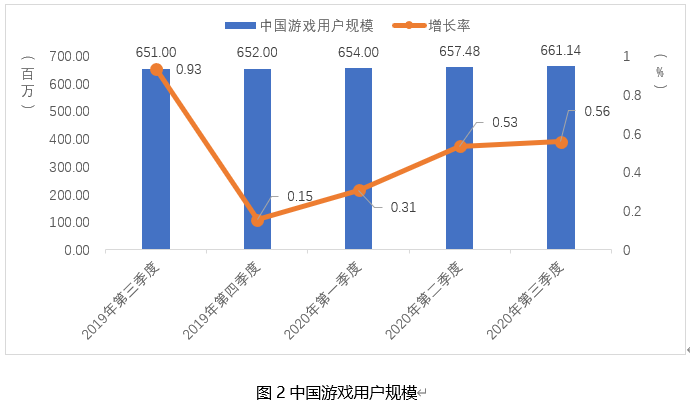 中国游戏用户规模 增长率
(百万)
(%)
700.00 651.00 652.00 654.00 657.48 661.14 1
600.00 0.93 0.8
500.00
400.00 0.53 0.56 0.6
300.00 0.4
200.00 0.15 0.31 0.2
100.00
0.00 0
2019年第三季度 2019年第四季度 2020年第一季度 2020年第二季度 2020年第三季度
图 2 中国游戏用户规模